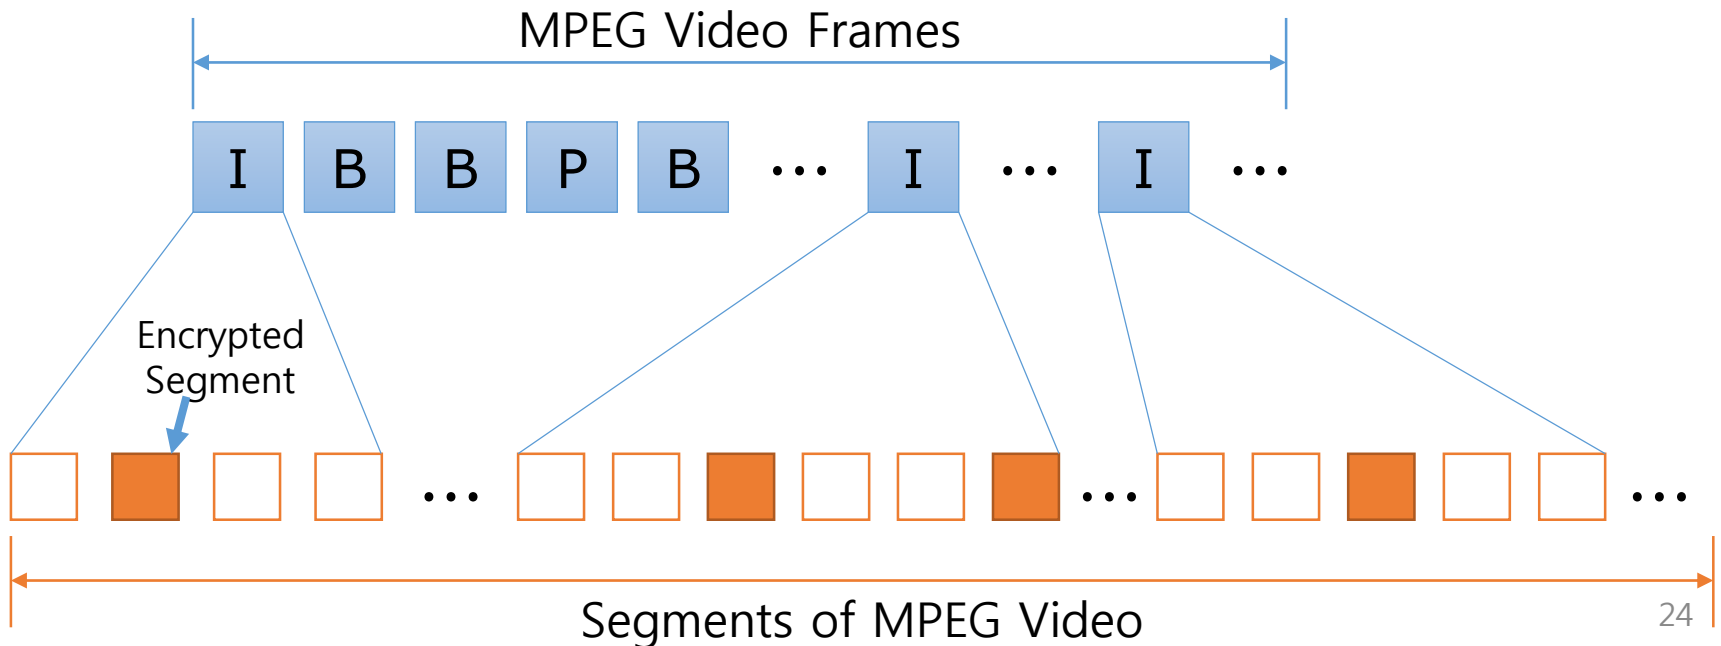 MPEG Video Frames
I B B P B ... I ... I ...
Encrypted
Segment
... ... ...
Segments of MPEG Video
24